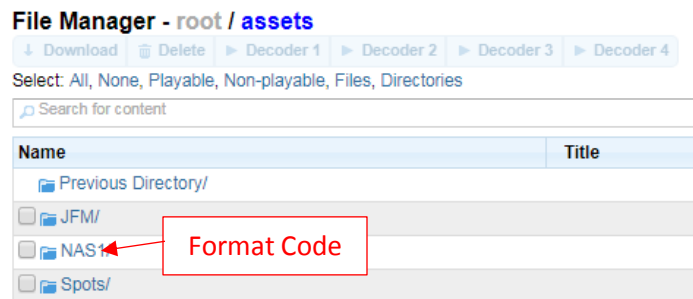 File Manager - root / assets
Download Delete Decoder 1 Decoder 2 Decoder 3 Decoder 4
Select: All, None, Playable, Non-playable, Files, Directories
Search for content
Name Title
Previous Directory/
JFM/
NAS1/ Format Code
Spots/